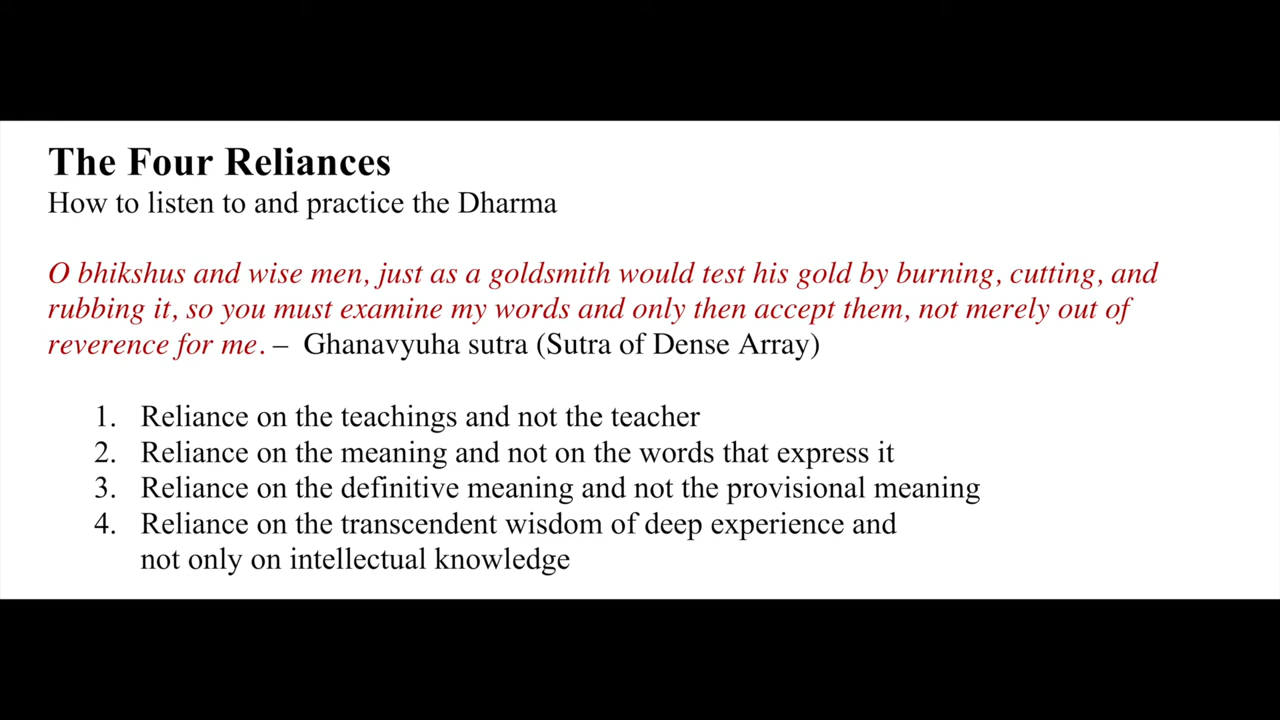 The Four Reliances
How to listen to and practice the Dharma
O bhikshus and wise men, just as a goldsmith would test his gold by burning, cutting, and
rubbing it, so you must examine my words and only then accept them, not merely out of
reverence for me. – Ghanavyuha sutra (Sutra of Dense Array)
1. Reliance on the teachings and not the teacher
2. Reliance on the meaning and not on the words that express it
3. Reliance on the definitive meaning and not the provisional meaning
4. Reliance on the transcendent wisdom of deep experience and
not only on intellectual knowledge